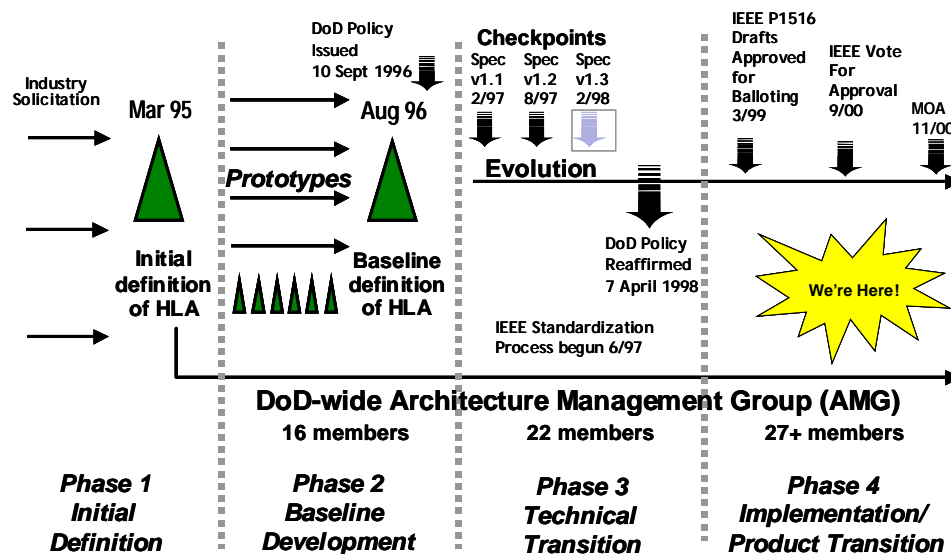 Industry
Solicitation
Mar 95
Initial
definition
of HLA
DoD Policy
Issued
10 Sept 1996
Aug 96
Prototypes
Baseline
definition
of HLA
Checkpoints
Spec
v1.1
2/97
Spec
v1.2
8/97
Spec
v1.3
2/98
Evolution
DoD Policy
Reaffirmed
7 April 1998
IEEE Standardization
Process begun 6/97
IEEE P1516
Drafts
Approved
for
Balloting
3/99
IEEE Vote
For
Approval
9/00
MOA
11/00
We're Here!
DoD-wide Architecture Management Group (AMG)
16 members
22 members
27+ members
Phase 1
Initial
Definition
Phase 2
Baseline
Development
Phase 3
Technical
Transition
Phase 4
Implementation/
Product Transition